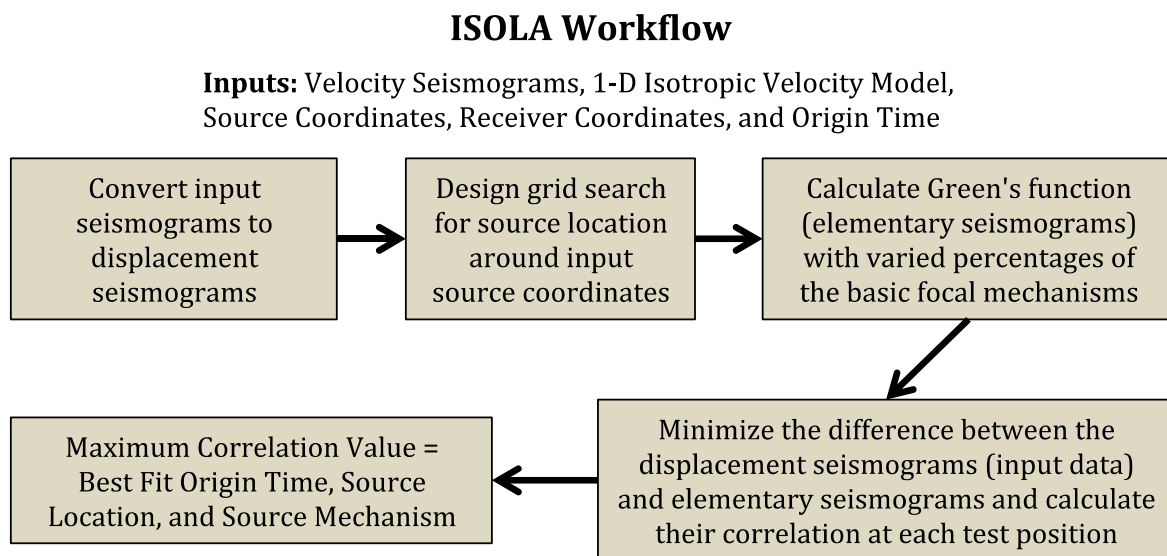 ISOLA Workflow
Inputs: Velocity Seismograms, 1-D Isotropic Velocity Model,
Source Coordinates, Receiver Coordinates, and Origin Time
Convert input
seismograms to
displacement
seismograms
Design grid search
for source location
around input
source coordinates
Calculate Green's function
(elementary seismograms)
with varied percentages of
the basic focal mechanisms
Minimize the difference between the
displacement seismograms (input data)
and elementary seismograms and calculate
their correlation at each test position
Maximum Correlation Value =
Best Fit Origin Time, Source
Location, and Source Mechanism